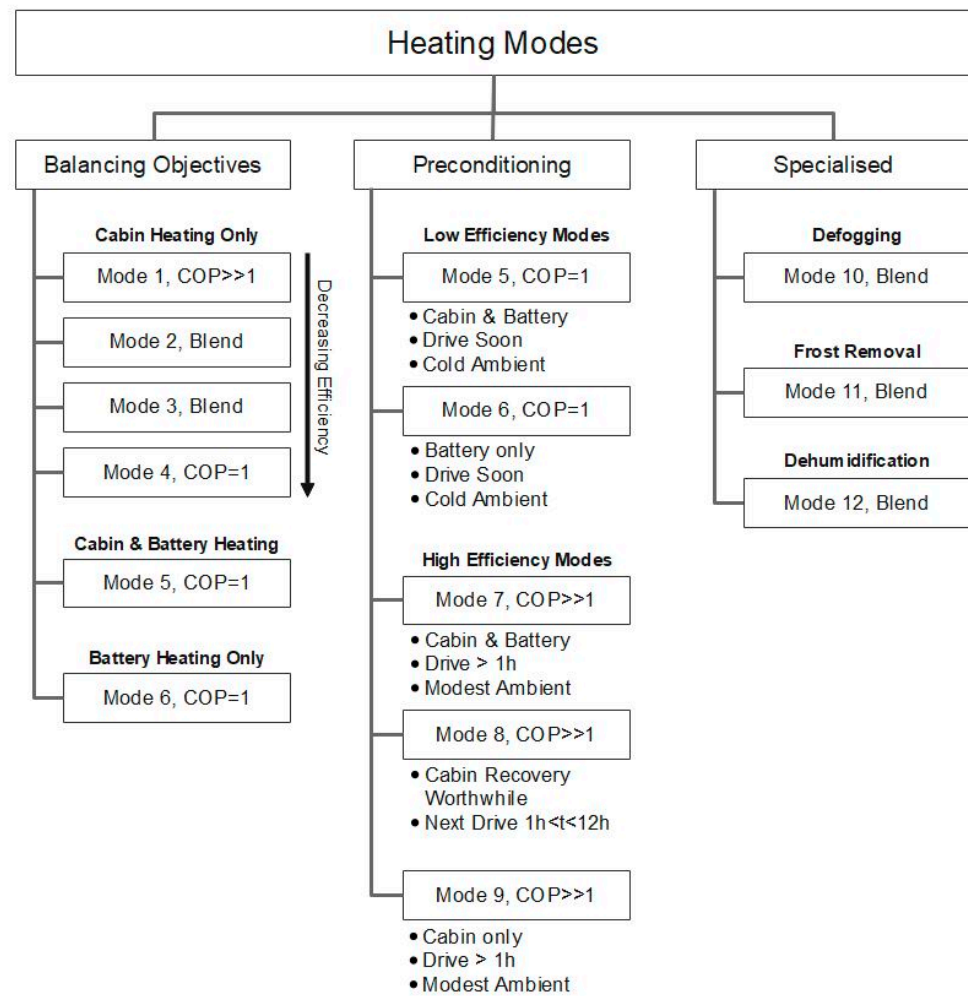 Heating Modes
Balancing Objectives
Cabin Heating Only
Mode 1, COP>>1
Mode 2, Blend
Mode 3, Blend
Mode 4, COP=1
Decreasing Efficiency
Cabin & Battery Heating
Mode 5, COP=1
Battery Heating Only
Mode 6, COP=1
Preconditioning
Low Efficiency Modes
Mode 5, COP=1
• Cabin & Battery
• Drive Soon
• Cold Ambient
Mode 6, COP=1
• Battery only
• Drive Soon
• Cold Ambient
High Efficiency Modes
Mode 7, COP>>1
• Cabin & Battery
• Drive > 1h
• Modest Ambient
Mode 8, COP>>1
• Cabin Recovery
Worthwhile
• Next Drive 1h<t<12h
Mode 9, COP>>1
• Cabin only
• Drive > 1h
• Modest Ambient
Specialised
Defogging
Mode 10, Blend
Frost Removal
Mode 11, Blend
Dehumidification
Mode 12, Blend